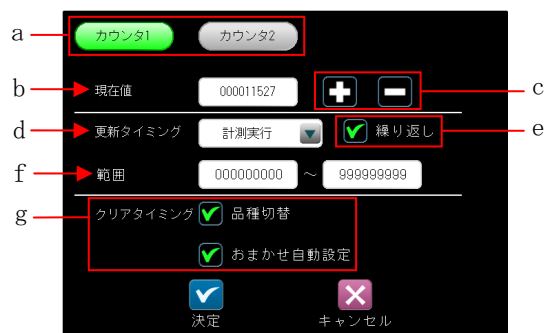 a カウンタ1 カウンタ2
b 現在値 000011527 c
d 更新タイミング 計測実行 繰り返し e
f 範囲 000000000 ～ 999999999
g クリアタイミング 品種切替
おまかせ自動設定
決定 キャンセル